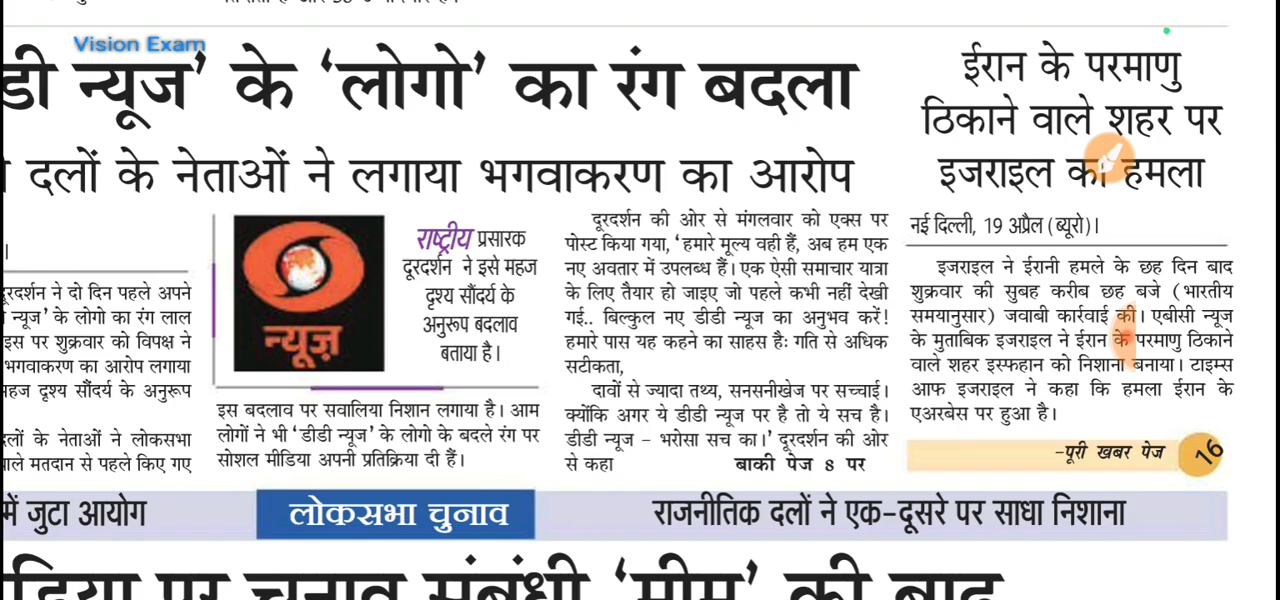 Vision Exam
डी न्यूज' के 'लोगो' का रंग बदला
दलों के नेताओं ने लगाया भगवाकरण का आरोप
दूरदर्शन ने दो दिन पहले अपने
न्यूज' के लोगो का रंग लाल
इस पर शुक्रवार को विपक्ष ने
भगवाकरण का आरोप लगाया
महज दृश्य सौंदर्य के अनुरूप
दलों के नेताओं ने लोकसभा
वाले मतदान से पहले किए गए
न्यूज़
राष्ट्रीय प्रसारक
दूरदर्शन ने इसे महज
दृश्य सौंदर्य के
अनुरूप बदलाव
बताया है।
इस बदलाव पर सवालिया निशान लगाया है। आम
लोगों ने भी 'डीडी न्यूज' के लोगो के बदले रंग पर
सोशल मीडिया अपनी प्रतिक्रिया दी हैं।
दूरदर्शन की ओर से मंगलवार को एक्स पर
पोस्ट किया गया, 'हमारे मूल्य वही हैं, अब हम एक
नए अवतार में उपलब्ध हैं। एक ऐसी समाचार यात्रा
के लिए तैयार हो जाइए जो पहले कभी नहीं देखी
गई.. बिल्कुल नए डीडी न्यूज का अनुभव करें!
हमारे पास यह कहने का साहस है: गति से अधिक
सटीकता,
दावों से ज्यादा तथ्य, सनसनीखेज पर सच्चाई।
क्योंकि अगर ये डीडी न्यूज पर है तो ये सच है।
डीडी न्यूज - भरोसा सच का।' दूरदर्शन की ओर
से कहा बाकी पेज 8 पर
ईरान के परमाणु
ठिकाने वाले शहर पर
इजराइल का हमला
नई दिल्ली, 19 अप्रैल (ब्यूरो)।
इजराइल ने ईरानी हमले के छह दिन बाद
शुक्रवार की सुबह करीब छह बजे (भारतीय
समयानुसार) जवाबी कार्रवाई की। एबीसी न्यूज
के मुताबिक इजराइल ने ईरान के परमाणु ठिकाने
वाले शहर इस्फहान को निशाना बनाया। टाइम्स
आफ इजराइल ने कहा कि हमला ईरान के
एअरबेस पर हुआ है।
-पूरी खबर पेज 16
में जुटा आयोग
लोकसभा चुनाव
राजनीतिक दलों ने एक-दूसरे पर साधा निशाना
पर चुनाव संबंधी 'मीम' की बाढ़